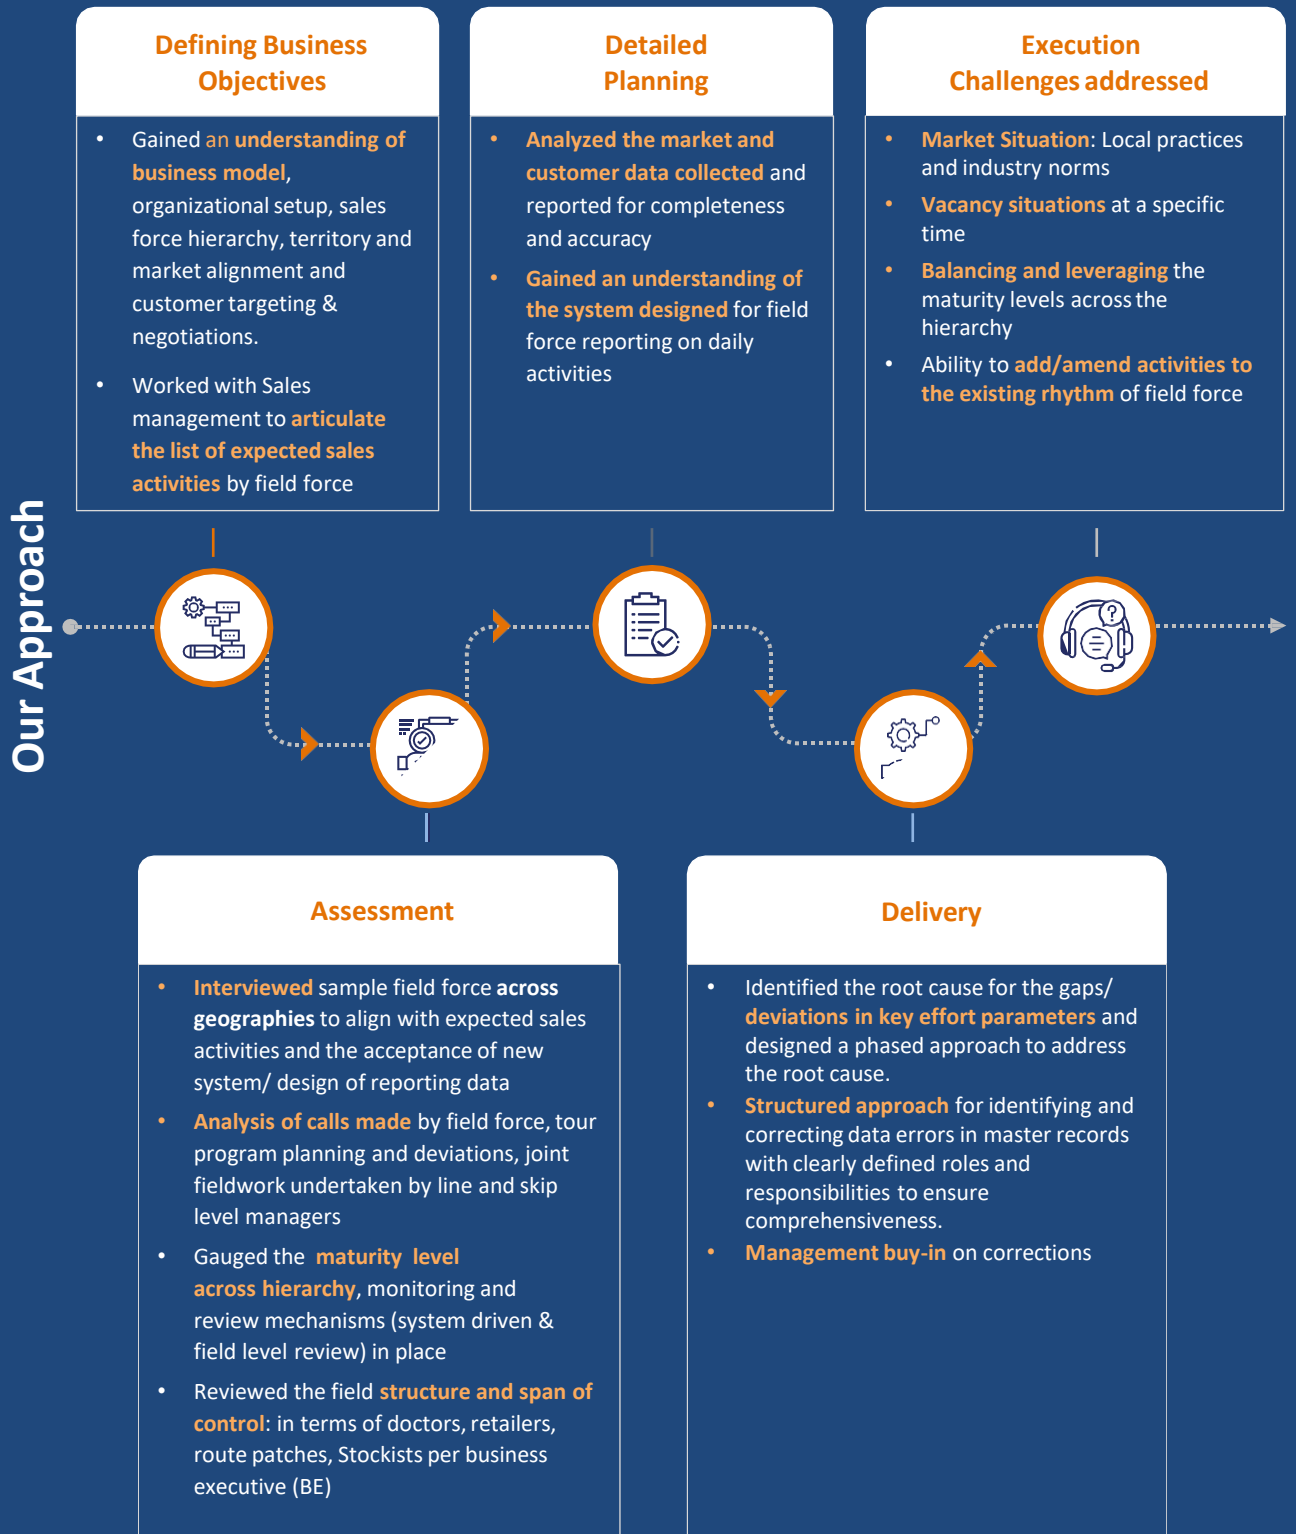 Our Approach
Defining Business
Objectives
• Gained an understanding of
business model,
organizational setup, sales
force hierarchy, territory and
market alignment and
customer targeting &
negotiations.
• Worked with Sales
management to articulate
the list of expected sales
activities by field force
Detailed
Planning
• Analyzed the market and
customer data collected and
reported for completeness
and accuracy
• Gained an understanding of
the system designed for field
force reporting on daily
activities
Execution
Challenges addressed
• Market Situation: Local practices
and industry norms
• Vacancy situations at a specific
time
• Balancing and leveraging the
maturity levels across the
hierarchy
• Ability to add/amend activities to
the existing rhythm of field force
?
Assessment
• Interviewed sample field force across
geographies to align with expected sales
activities and the acceptance of new
system/ design of reporting data
• Analysis of calls made by field force, tour
program planning and deviations, joint
fieldwork undertaken by line and skip
level managers
• Gauged the maturity level
across hierarchy, monitoring and
review mechanisms (system driven &
field level review) in place
• Reviewed the field structure and span of
control: in terms of doctors, retailers,
route patches, Stockists per business
executive (BE)
Delivery
• Identified the root cause for the gaps/
deviations in key effort parameters and
designed a phased approach to address
the root cause.
• Structured approach for identifying and
correcting data errors in master records
with clearly defined roles and
responsibilities to ensure
comprehensiveness.
• Management buy-in on corrections